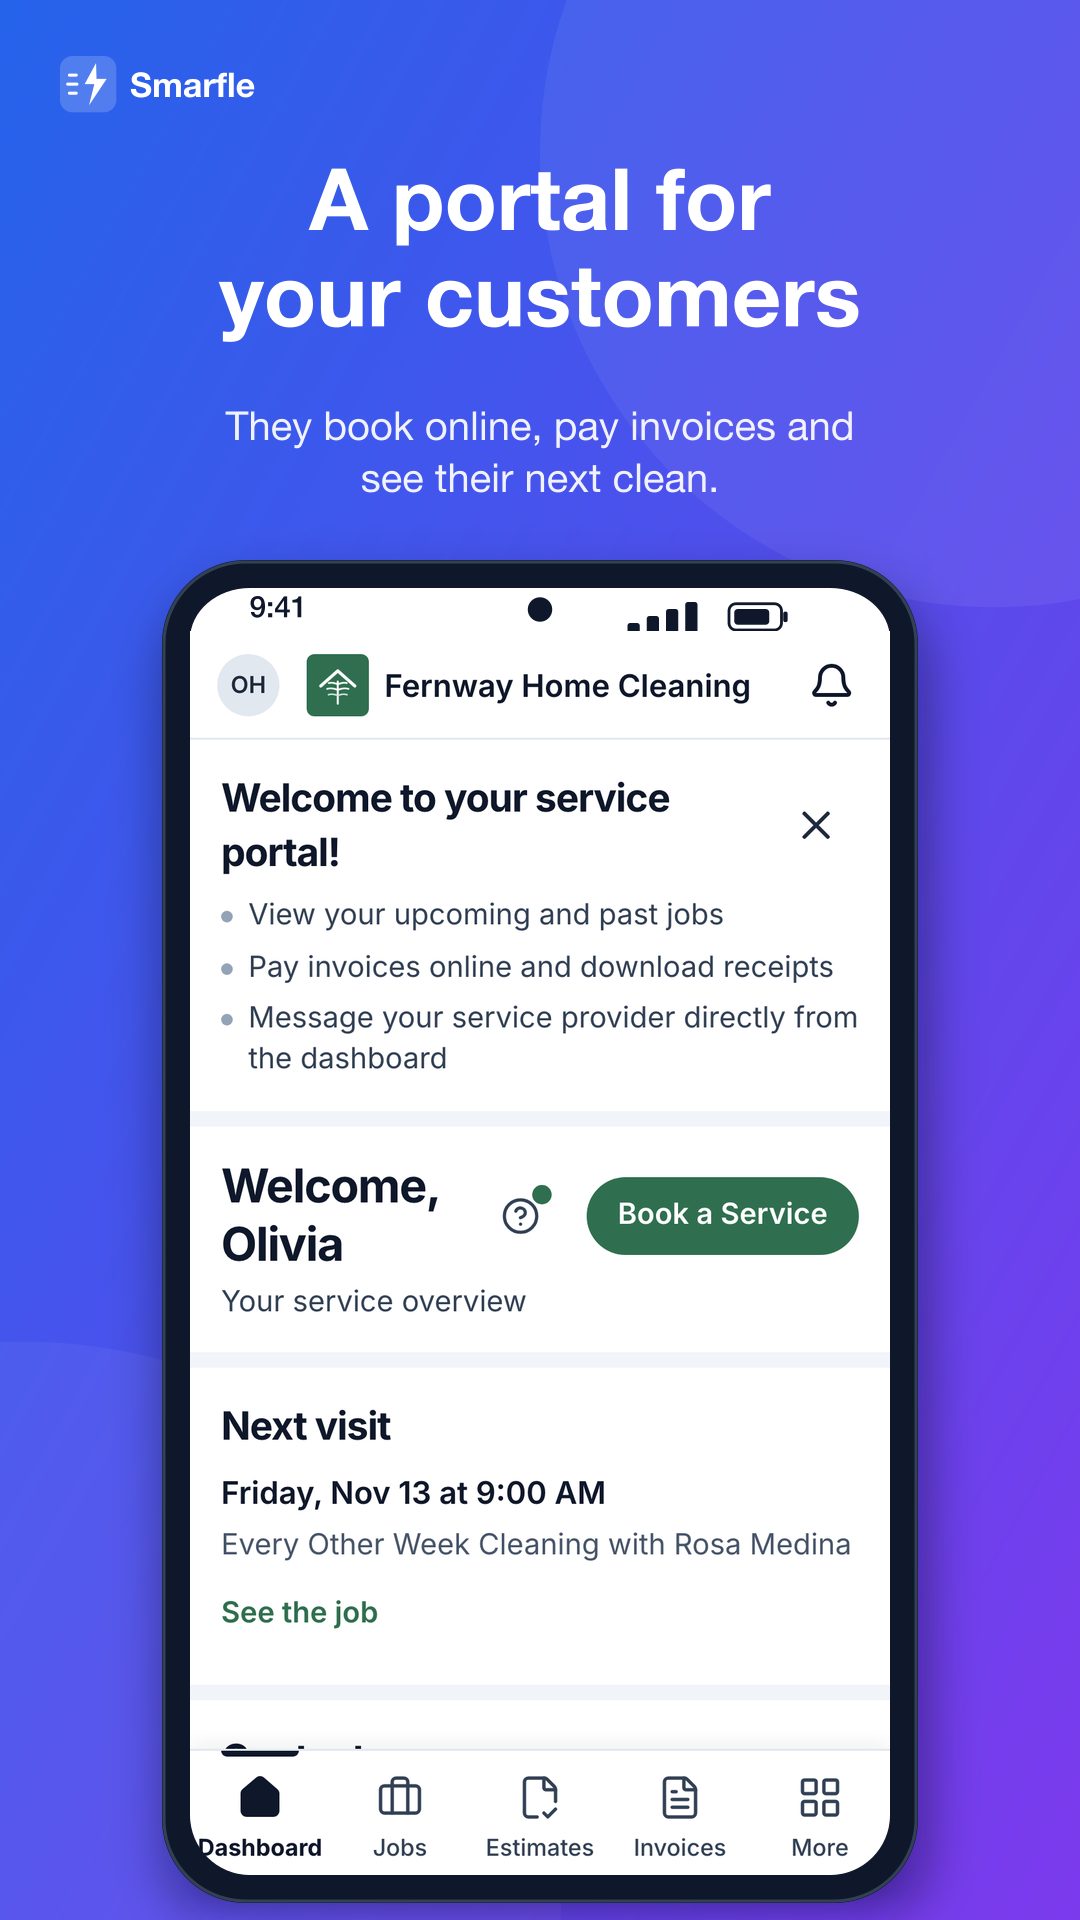 Smarfle
A portal for
your customers
They book online, pay invoices and
see their next clean.
9:41
OH
Fernway Home Cleaning
Welcome to your service
portal!
View your upcoming and past jobs
Pay invoices online and download receipts
Message your service provider directly from
the dashboard
Welcome,
Olivia
Book a Service
Your service overview
Next visit
Friday, Nov 13 at 9:00 AM
Every Other Week Cleaning with Rosa Medina
See the job
Dashboard
Jobs
Estimates
Invoices
More